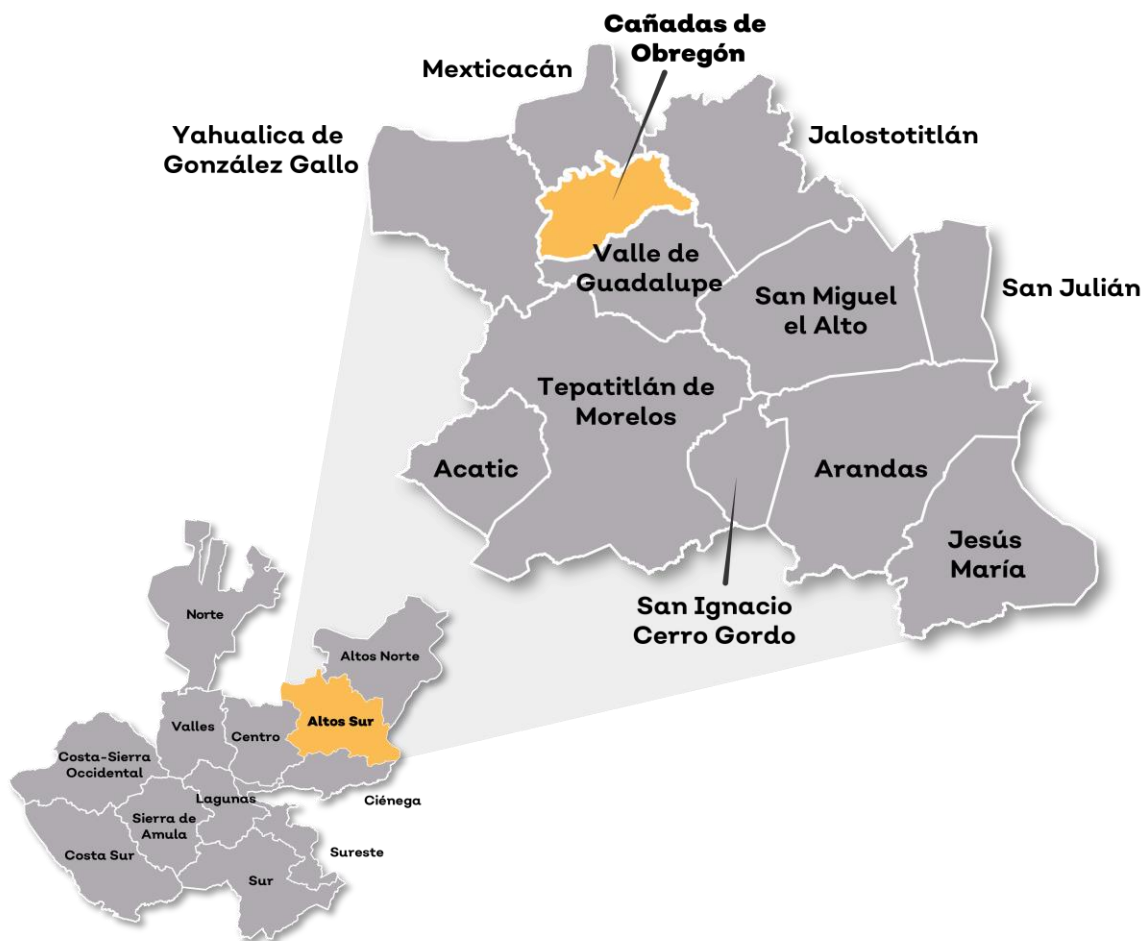 Cañadas de
Obregón
Mexticacán
Yahualica de
González Gallo
Jalostotitlán
Valle de
Guadalupe
San Miguel
el Alto
San Julián
Tepatitlán de
Morelos
Acatic
Arandas
Jesús
María
San Ignacio
Cerro Gordo
Norte
Altos Norte
Altos Sur
Valles
Centro
Costa-Sierra
Occidental
Lagunas
Ciénega
Sierra de
Amula
Costa Sur
Sureste
Sur